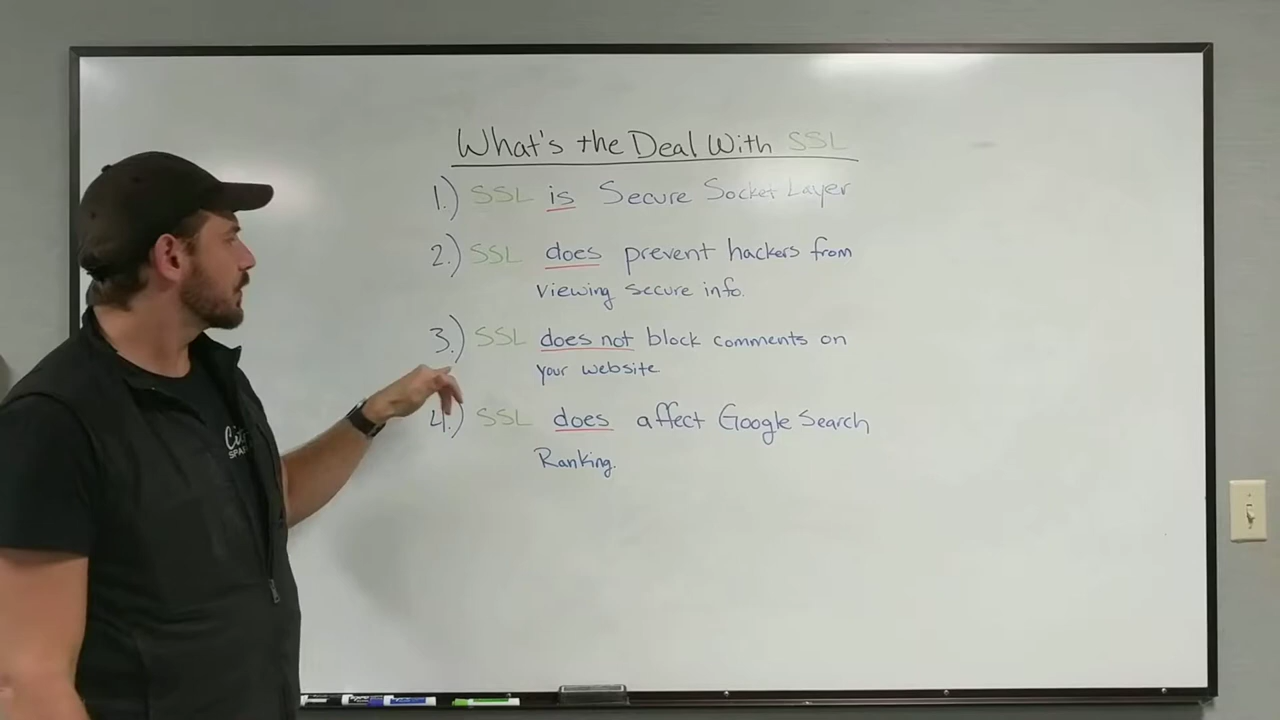 What's the Deal With SSL
1.) SSL is Secure Socket Layer
2.) SSL does prevent hackers from
viewing secure info.
3.) SSL does not block comments on
your website
4.) SSL does affect Google Search
Ranking.